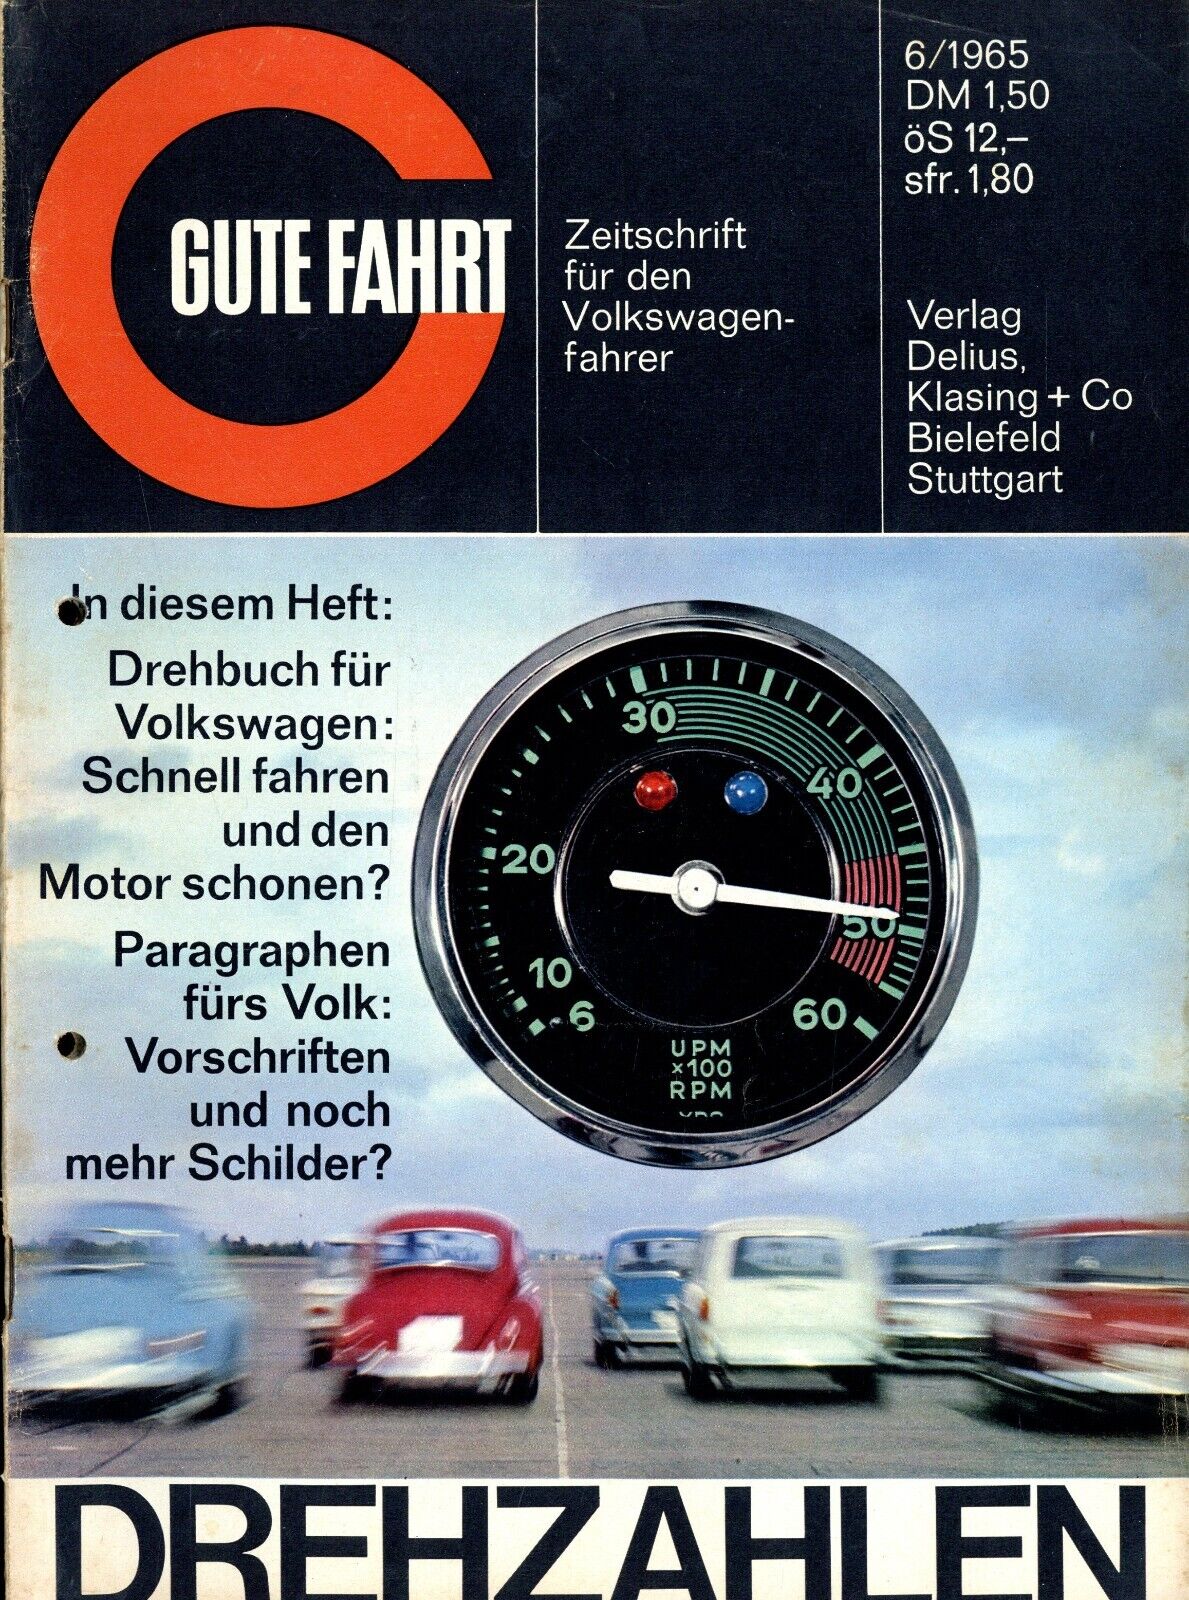 GUTE FAHRT
Zeitschrift
für den
Volkswagen-
fahrer
6/1965
DM 1,50
öS 12,–
sfr. 1,80
Verlag
Delius,
Klasing + Co
Bielefeld
Stuttgart
In diesem Heft:
Drehbuch für
Volkswagen:
Schnell fahren
und den
Motor schonen?
Paragraphen
fürs Volk:
Vorschriften
und noch
mehr Schilder?
30
40
20
50
10
6
60
UPM
×100
RPM
DREHZAHLEN